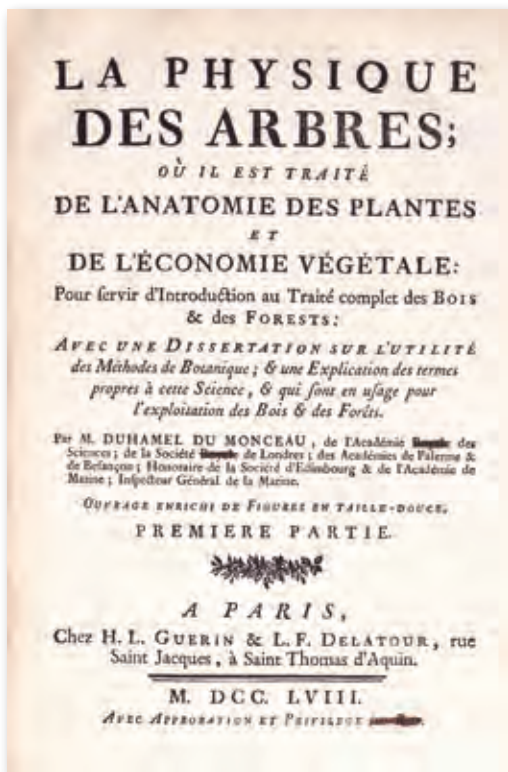 LA PHYSIQUE
DES ARBRES;
OÙ IL EST TRAITÉ
DE L'ANATOMIE DES PLANTES
ET
DE L'ÉCONOMIE VÉGÉTALE:
Pour ſervir d'Introduction au Traité complet des BOIS
& des FORESTS:
AVEC UNE DISSERTATION SUR L'UTILITÉ
des Méthodes de Botanique; & une Explication des termes
propres à cette Science, & qui ſont en uſage pour
l'exploitation des Bois & des Forêts.
Par M. DUHAMEL DU MONCEAU, de l'Académie des
Sciences; de la Société de Londres; des Académies de Palerme &
de Beſançon; Honoraire de la Société d'Edimbourg & de l'Académie de
Marine; Inſpecteur Général de la Marine.
OUVRAGE ENRICHI DE FIGURES EN TAILLE-DOUCE.
PREMIERE PARTIE.
A PARIS,
Chez H. L. GUERIN & L. F. DELATOUR, rue
Saint Jacques, à Saint Thomas d'Aquin.
M. DCC. LVIII.
AVEC APPROBATION ET PRIVILEGE